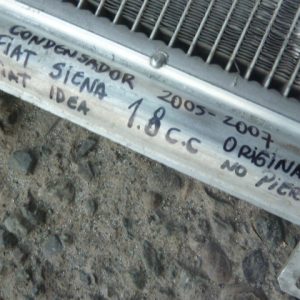 CONDENSADOR 2005-2007 ORIGINA
FIAT SIENA 1.8 C.C NO PIER
FIAT IDEA